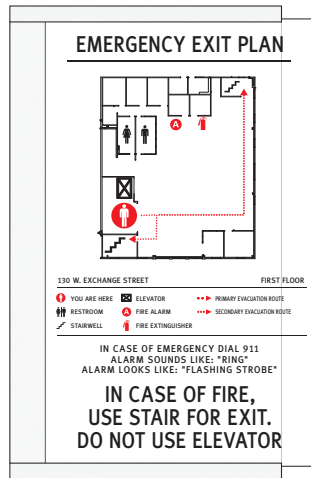 EMERGENCY EXIT PLAN
A
130 W. EXCHANGE STREET FIRST FLOOR
YOU ARE HERE ELEVATOR PRIMARY EVACUATION ROUTE
RESTROOM A FIRE ALARM SECONDARY EVACUATION ROUTE
STAIRWELL FIRE EXTINGUISHER
IN CASE OF EMERGENCY DIAL 911
ALARM SOUNDS LIKE: "RING"
ALARM LOOKS LIKE: "FLASHING STROBE"
IN CASE OF FIRE,
USE STAIR FOR EXIT.
DO NOT USE ELEVATOR